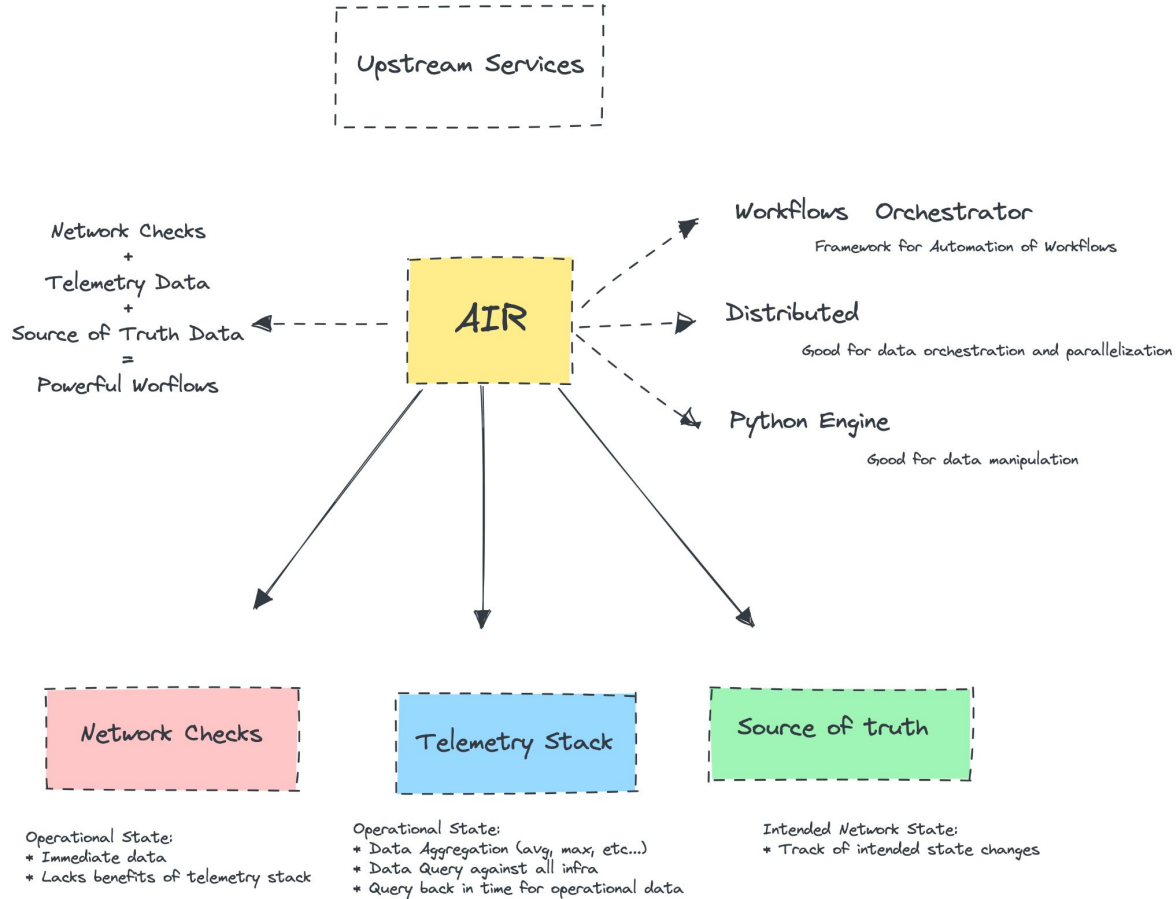 Upstream Services
Network Checks
+
Telemetry Data
+
Source of Truth Data
=
Powerful Worflows
AIR
Workflows Orchestrator
Framework for Automation of Workflows
Distributed
Good for data orchestration and parallelization
Python Engine
Good for data manipulation
Network Checks
Operational State:
* Immediate data
* Lacks benefits of telemetry stack
Telemetry Stack
Operational State:
* Data Aggregation (avg, max, etc...)
* Data Query against all infra
* Query back in time for operational data
Source of truth
Intended Network State:
* Track of intended state changes